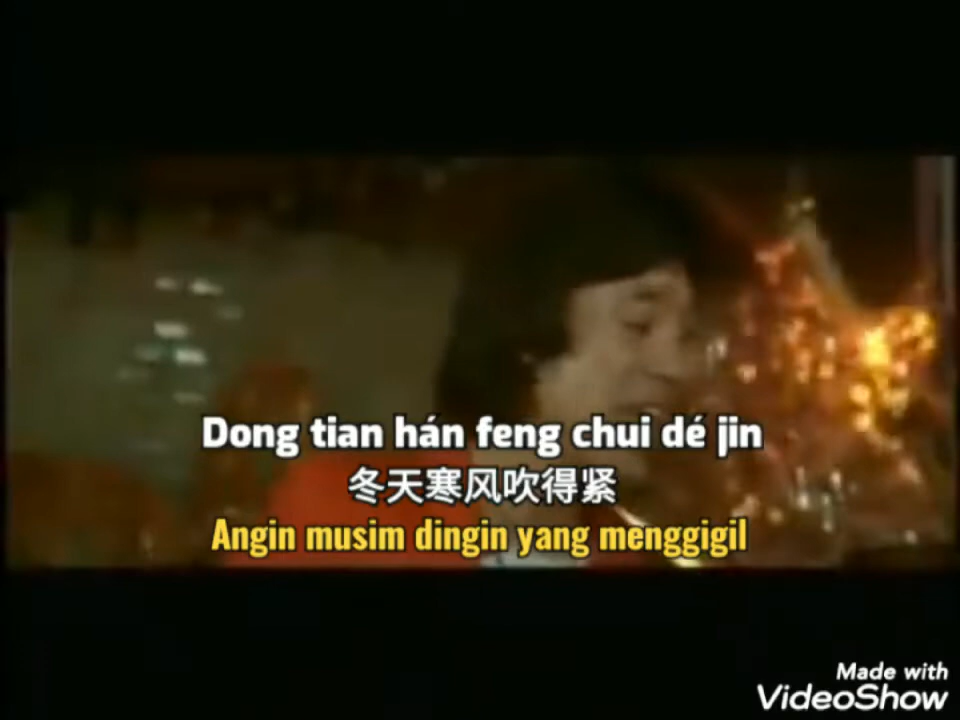 Dong tian hán feng chui dé jin
冬天寒风吹得紧
Angin musim dingin yang menggigil
Made with
VideoShow